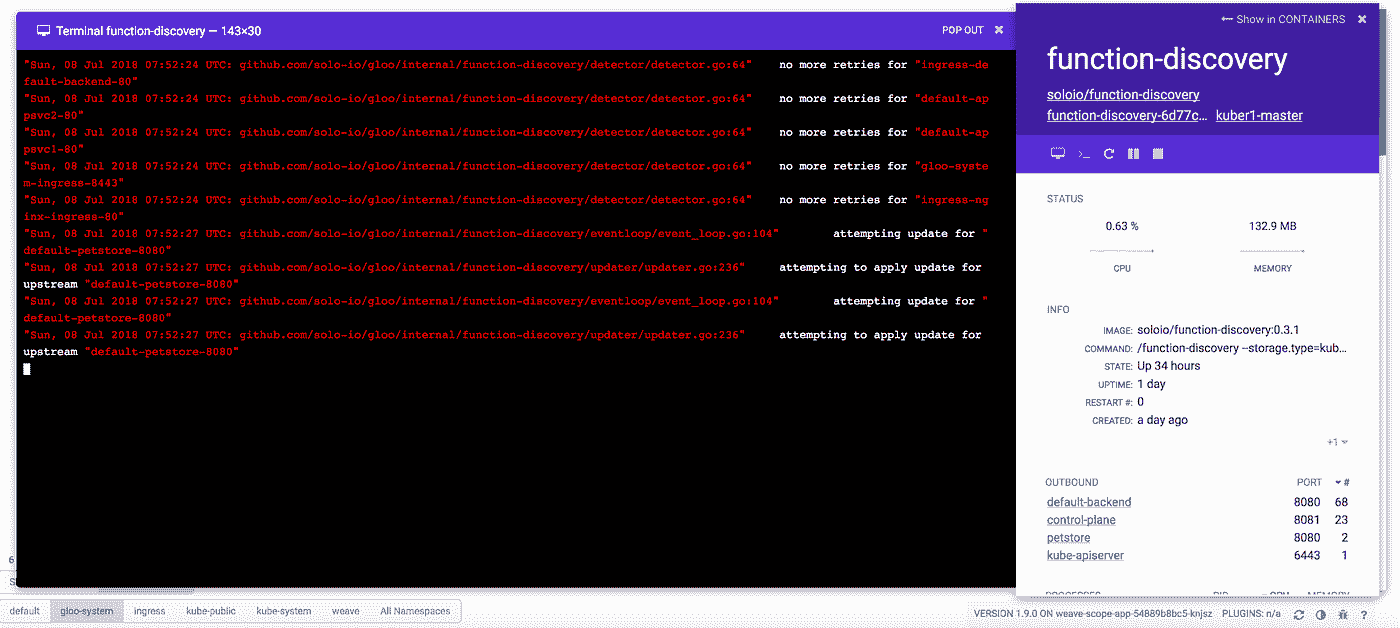 Terminal function-discovery — 143×30
POP OUT ×
"Sun, 08 Jul 2018 07:52:24 UTC: github.com/solo-io/gloo/internal/function-discovery/detector/detector.go:64" no more retries for "ingress-de
fault-backend-80"
"Sun, 08 Jul 2018 07:52:24 UTC: github.com/solo-io/gloo/internal/function-discovery/detector/detector.go:64" no more retries for "default-ap
psvc2-80"
"Sun, 08 Jul 2018 07:52:24 UTC: github.com/solo-io/gloo/internal/function-discovery/detector/detector.go:64" no more retries for "default-ap
psvc1-80"
"Sun, 08 Jul 2018 07:52:24 UTC: github.com/solo-io/gloo/internal/function-discovery/detector/detector.go:64" no more retries for "gloo-syste
m-ingress-8443"
"Sun, 08 Jul 2018 07:52:24 UTC: github.com/solo-io/gloo/internal/function-discovery/detector/detector.go:64" no more retries for "ingress-ng
inx-ingress-80"
"Sun, 08 Jul 2018 07:52:27 UTC: github.com/solo-io/gloo/internal/function-discovery/eventloop/event_loop.go:104" attempting update for "
default-petstore-8080"
"Sun, 08 Jul 2018 07:52:27 UTC: github.com/solo-io/gloo/internal/function-discovery/updater/updater.go:236" attempting to apply update for
upstream "default-petstore-8080"
"Sun, 08 Jul 2018 07:52:27 UTC: github.com/solo-io/gloo/internal/function-discovery/eventloop/event_loop.go:104" attempting update for "
default-petstore-8080"
"Sun, 08 Jul 2018 07:52:27 UTC: github.com/solo-io/gloo/internal/function-discovery/updater/updater.go:236" attempting to apply update for
upstream "default-petstore-8080"
Show in CONTAINERS ×
function-discovery
soloio/function-discovery
function-discovery-6d77c... kuber1-master
STATUS
0.63 % 132.9 MB
CPU MEMORY
INFO
IMAGE: soloio/function-discovery:0.3.1
COMMAND: /function-discovery --storage.type=kub...
STATE: Up 34 hours
UPTIME: 1 day
RESTART #: 0
CREATED: a day ago
+1
OUTBOUND PORT #
default-backend 8080 68
control-plane 8081 23
petstore 8080 2
kube-apiserver 6443 1
PROCESSES PID CPU MEMORY
6
S
default gloo-system ingress kube-public kube-system weave All Namespaces
VERSION 1.9.0 ON weave-scope-app-54889b8bc5-knjsz PLUGINS: n/a ?